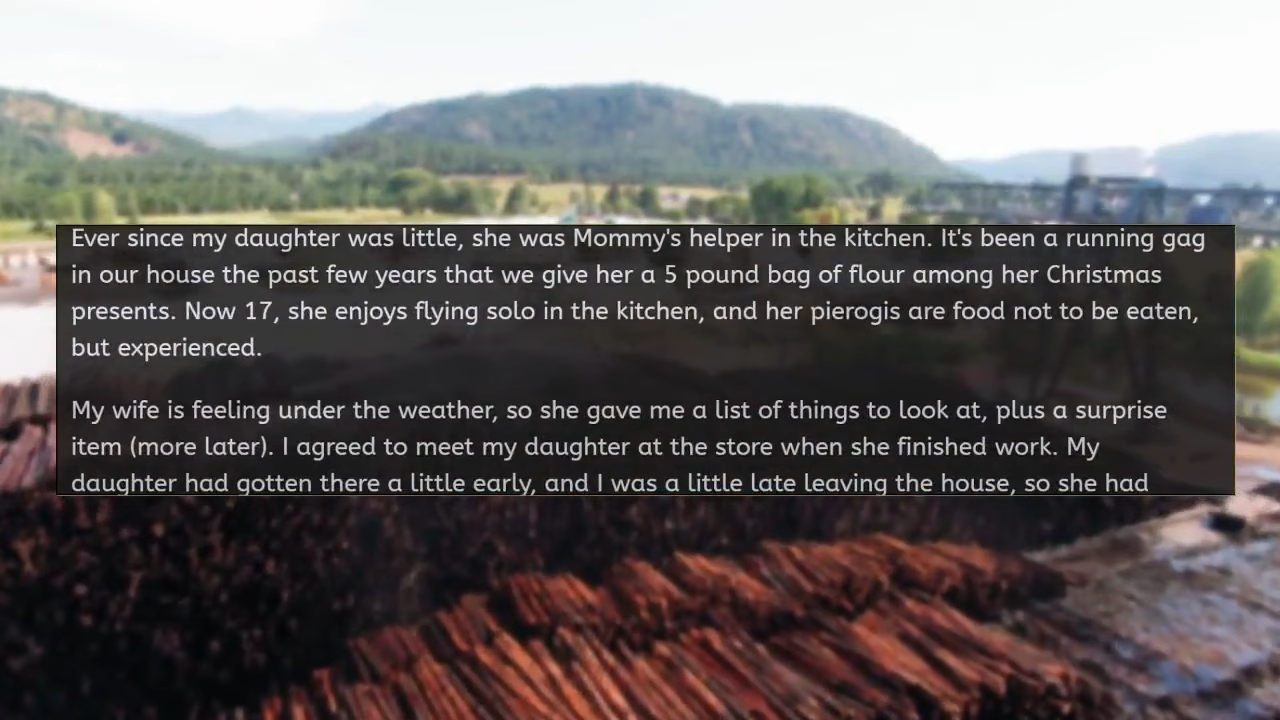 Ever since my daughter was little, she was Mommy's helper in the kitchen. It's been a running gag
in our house the past few years that we give her a 5 pound bag of flour among her Christmas
presents. Now 17, she enjoys flying solo in the kitchen, and her pierogis are food not to be eaten,
but experienced.
My wife is feeling under the weather, so she gave me a list of things to look at, plus a surprise
item (more later). I agreed to meet my daughter at the store when she finished work. My
daughter had gotten there a little early, and I was a little late leaving the house, so she had